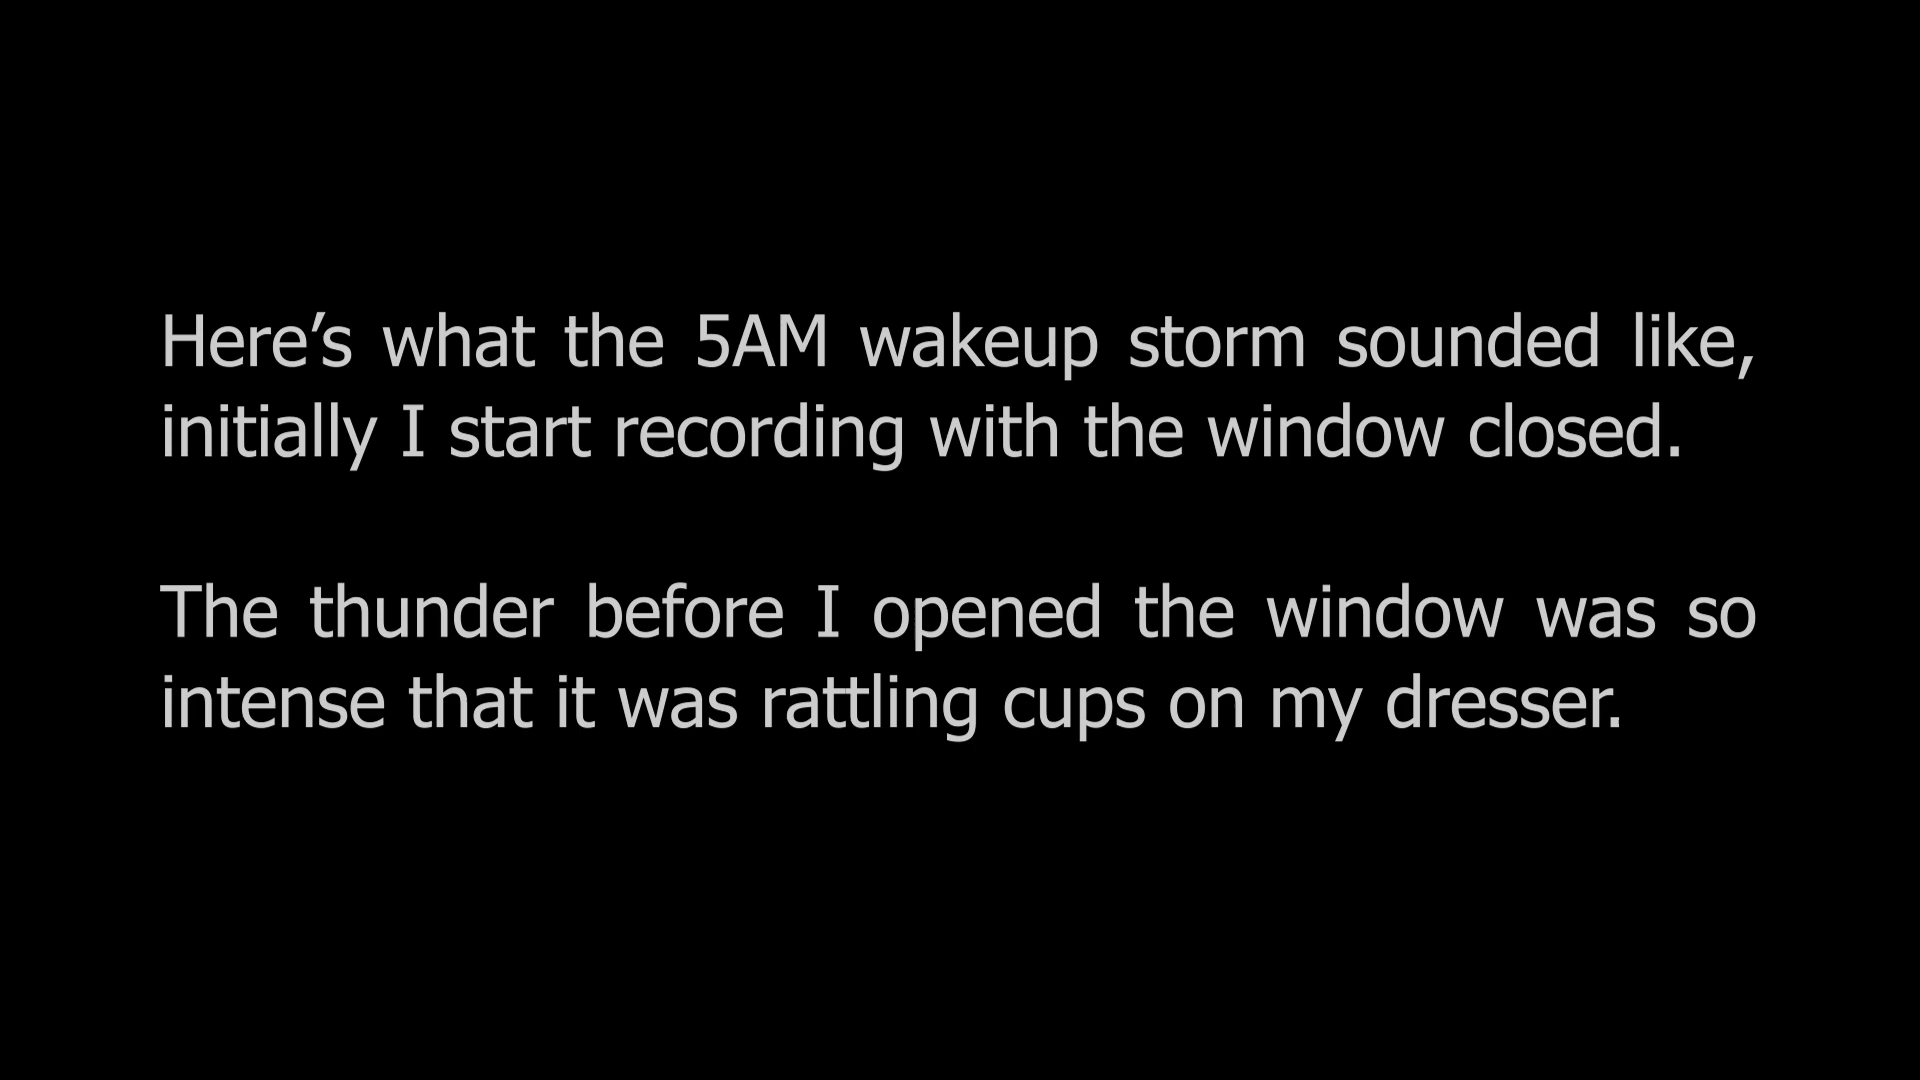 Here’s what the 5AM wakeup storm sounded like,
initially I start recording with the window closed.
The thunder before I opened the window was so
intense that it was rattling cups on my dresser.